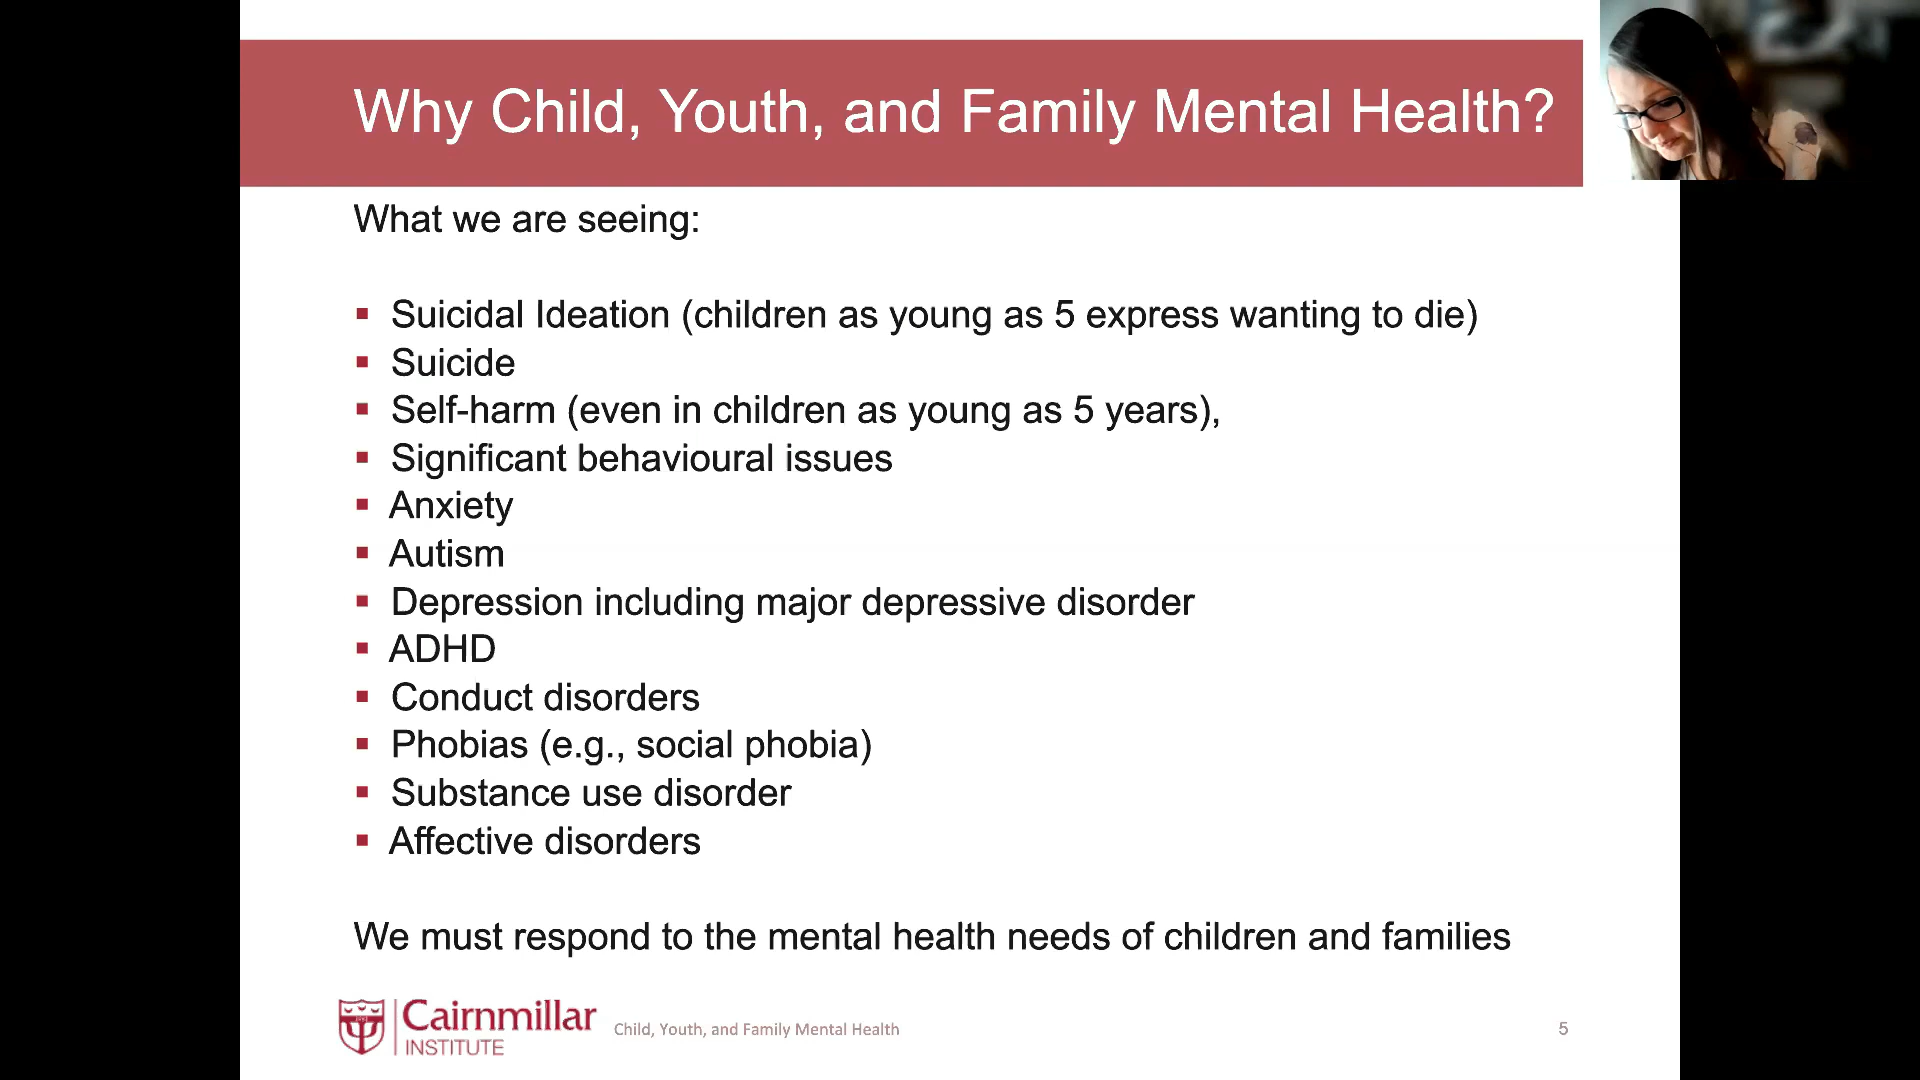 Why Child, Youth, and Family Mental Health?
What we are seeing:
▪ Suicidal Ideation (children as young as 5 express wanting to die)
▪ Suicide
▪ Self-harm (even in children as young as 5 years),
▪ Significant behavioural issues
▪ Anxiety
▪ Autism
▪ Depression including major depressive disorder
▪ ADHD
▪ Conduct disorders
▪ Phobias (e.g., social phobia)
▪ Substance use disorder
▪ Affective disorders
We must respond to the mental health needs of children and families
Cairnmillar
INSTITUTE
Child, Youth, and Family Mental Health
5